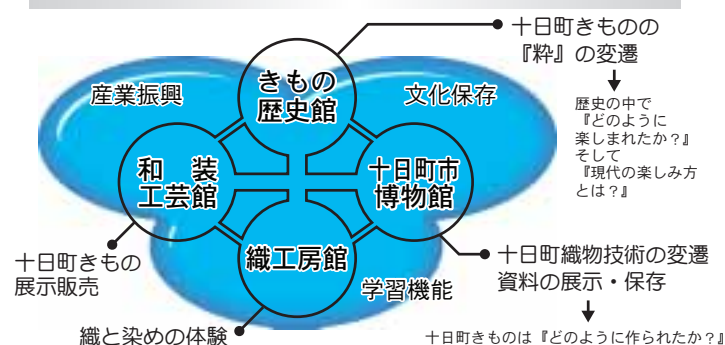 十日町きものの
『粋』の変遷
歴史の中で
『どのように
楽しまれたか？』
そして
『現代の楽しみ方
とは？』
きもの
歴史館
産業振興
文化保存
和　装
工芸館
十日町市
博物館
織工房館
学習機能
十日町きもの
展示販売
十日町織物技術の変遷
資料の展示・保存
織と染めの体験
十日町きものは『どのように作られたか？』